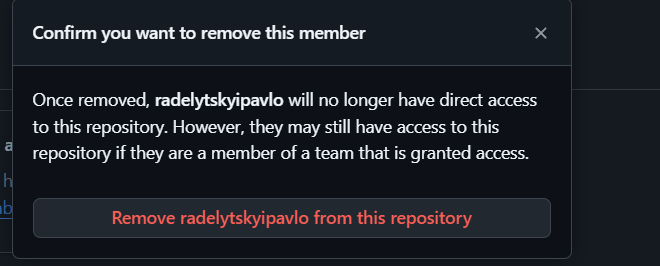 Confirm you want to remove this member
Once removed, radelytskyipavlo will no longer have direct access
to this repository. However, they may still have access to this
repository if they are a member of a team that is granted access.
Remove radelytskyipavlo from this repository